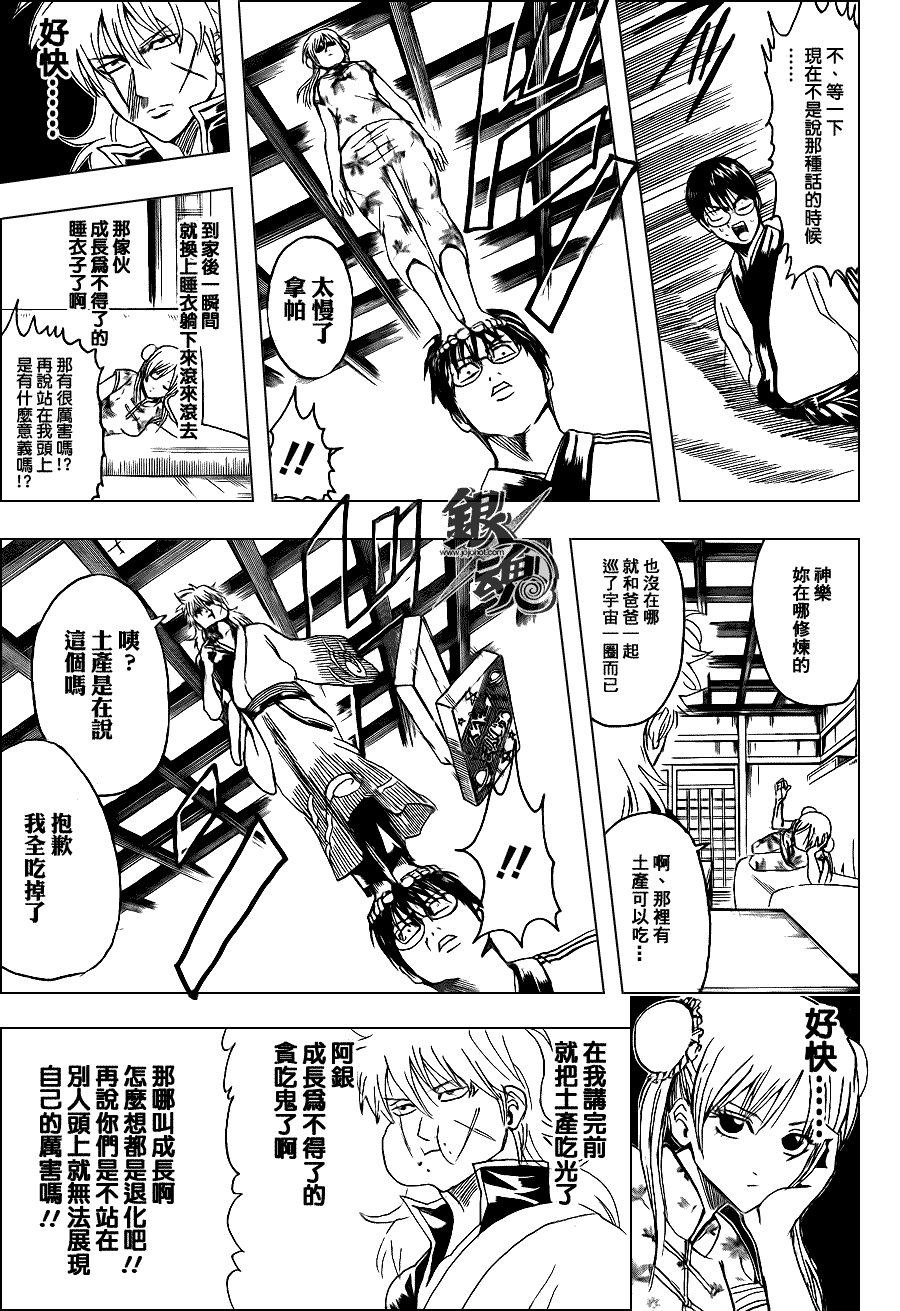 不、等一下
現在不是說那種話的時候
……
太慢了
拿帕
!!
好快……
到家後一瞬間
就換上睡衣躺下來滾來滾去
那傢伙
成長爲不得了的
睡衣子了啊
那有很厲害嗎!?
再說站在我頭上
是有什麼意義嗎!?
銀魂
www.jojohot.com
神樂
妳在哪修煉的
也沒在哪
就和爸爸一起
巡了宇宙一圈而已
啊、那裡有
土產可以吃…
!!
咦?
土產是在說
這個嗎
抱歉
我全吃掉了
好快……
在我講完前
就把土產吃光了
阿銀
成長爲不得了的
貪吃鬼了啊
那哪叫成長啊
怎麼想都是退化吧!!
再說你們是不站在
別人頭上就無法展現
自己的厲害嗎!!